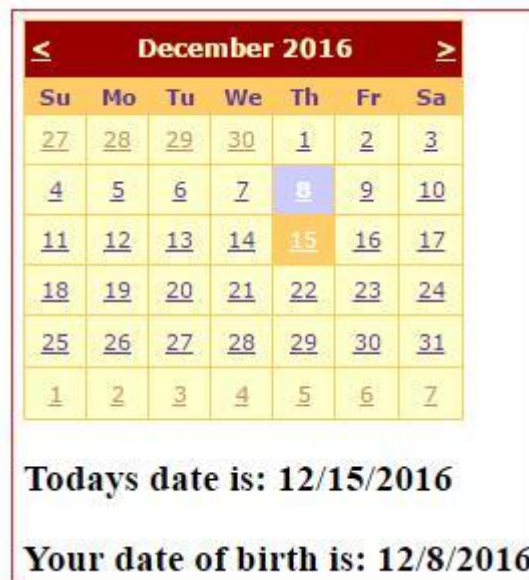 < December 2016 >
Su Mo Tu We Th Fr Sa
27 28 29 30 1 2 3
4 5 6 7 8 9 10
11 12 13 14 15 16 17
18 19 20 21 22 23 24
25 26 27 28 29 30 31
1 2 3 4 5 6 7
Todays date is: 12/15/2016
Your date of birth is: 12/8/2016